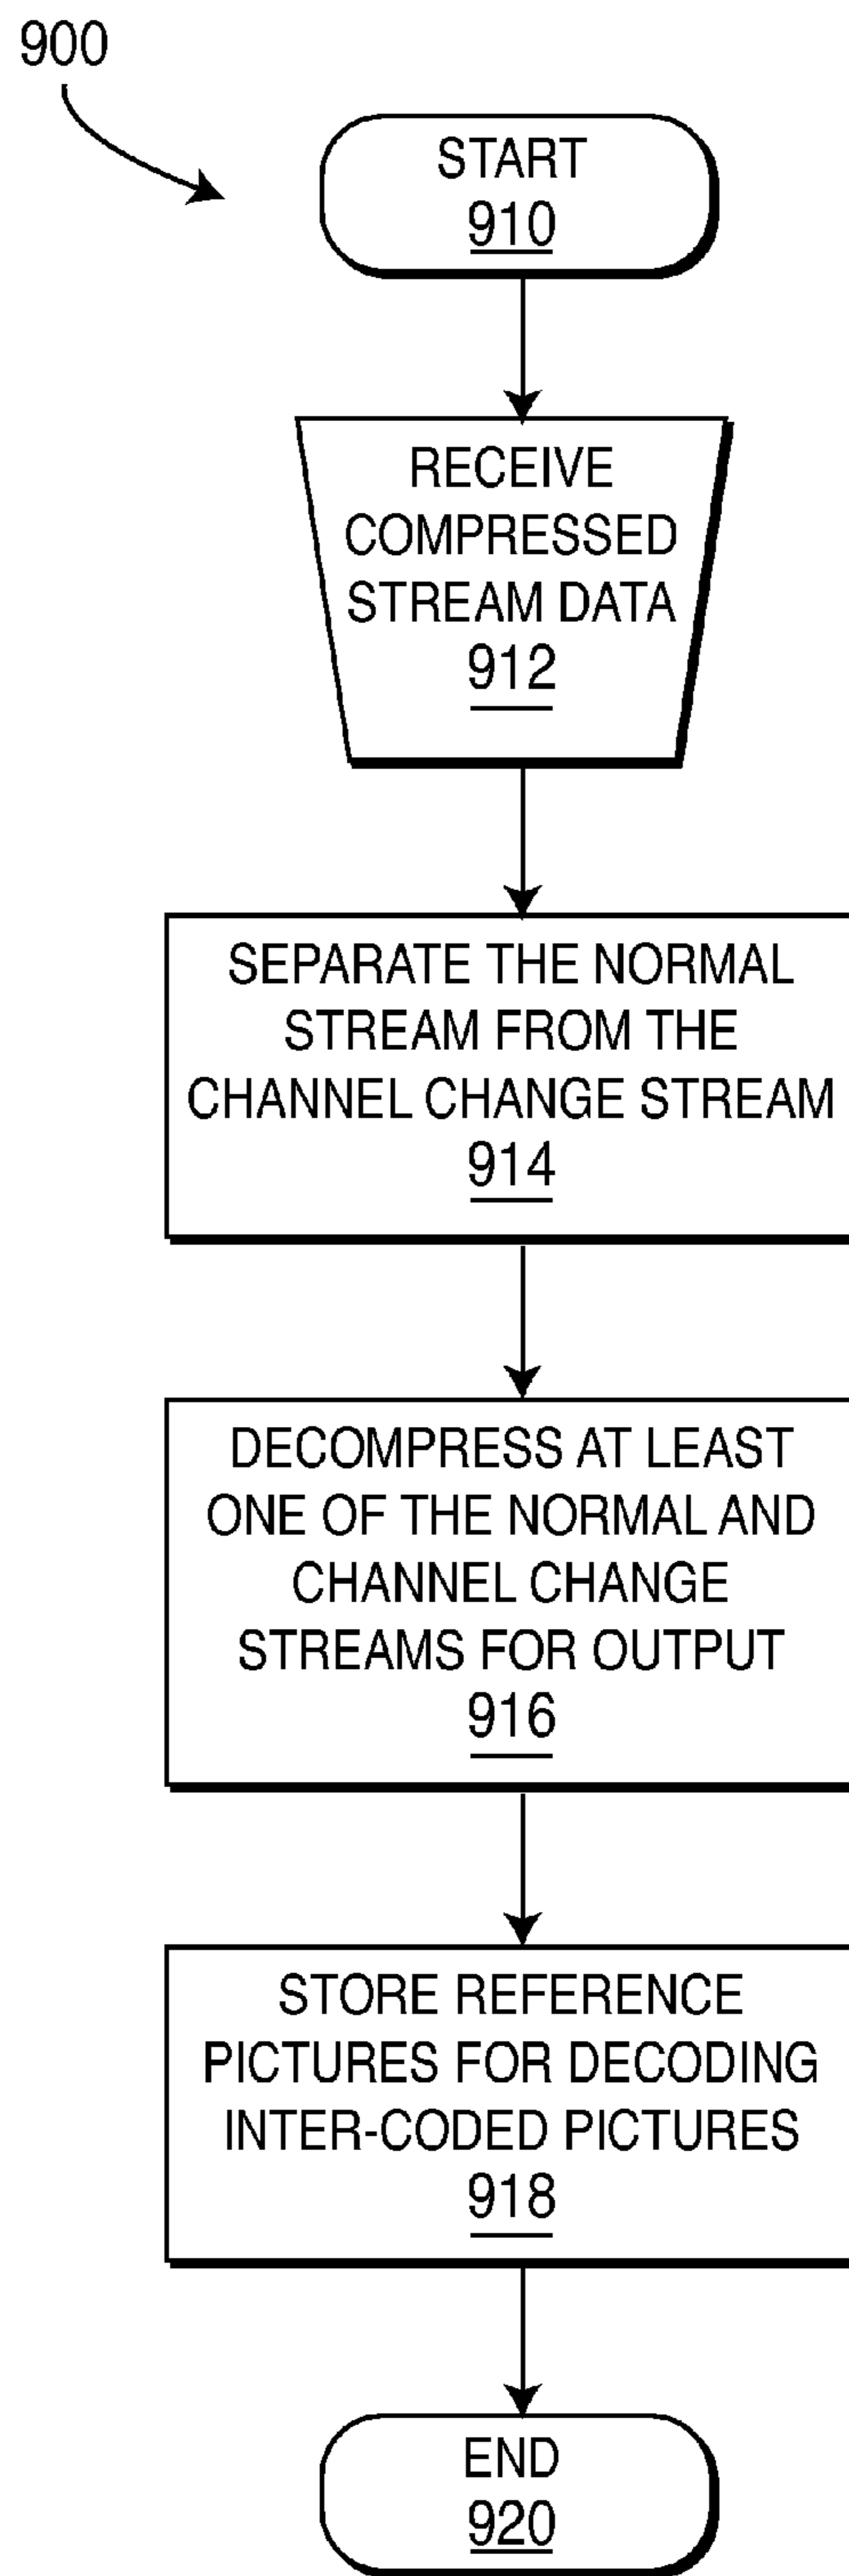 900
START
910
RECEIVE
COMPRESSED
STREAM DATA
912
SEPARATE THE NORMAL
STREAM FROM THE
CHANNEL CHANGE STREAM
914
DECOMPRESS AT LEAST
ONE OF THE NORMAL AND
CHANNEL CHANGE
STREAMS FOR OUTPUT
916
STORE REFERENCE
PICTURES FOR DECODING
INTER-CODED PICTURES
918
END
920